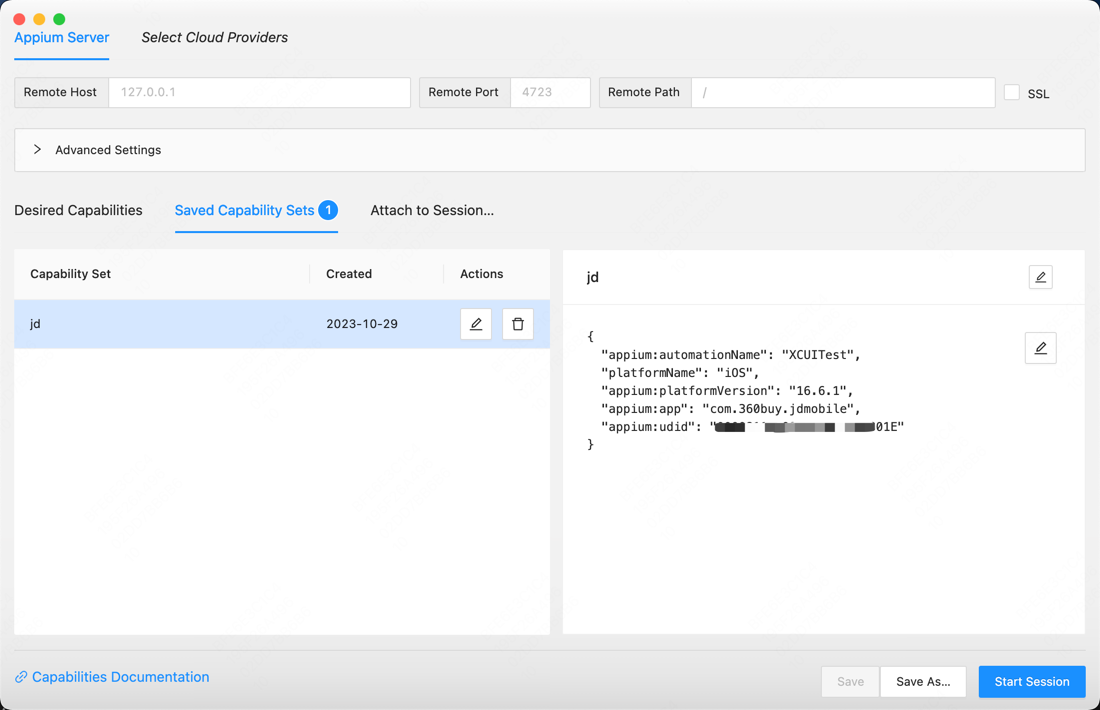 Appium Server
Select Cloud Providers
Remote Host 127.0.0.1 Remote Port 4723 Remote Path / SSL
Advanced Settings
Desired Capabilities
Saved Capability Sets 1
Attach to Session...
Capability Set Created Actions
jd 2023-10-29
jd
{
"appium:automationName": "XCUITest",
"platformName": "iOS",
"appium:platformVersion": "16.6.1",
"appium:app": "com.360buy.jdmobile",
"appium:udid": "01E"
}
Capabilities Documentation
Save
Save As...
Start Session